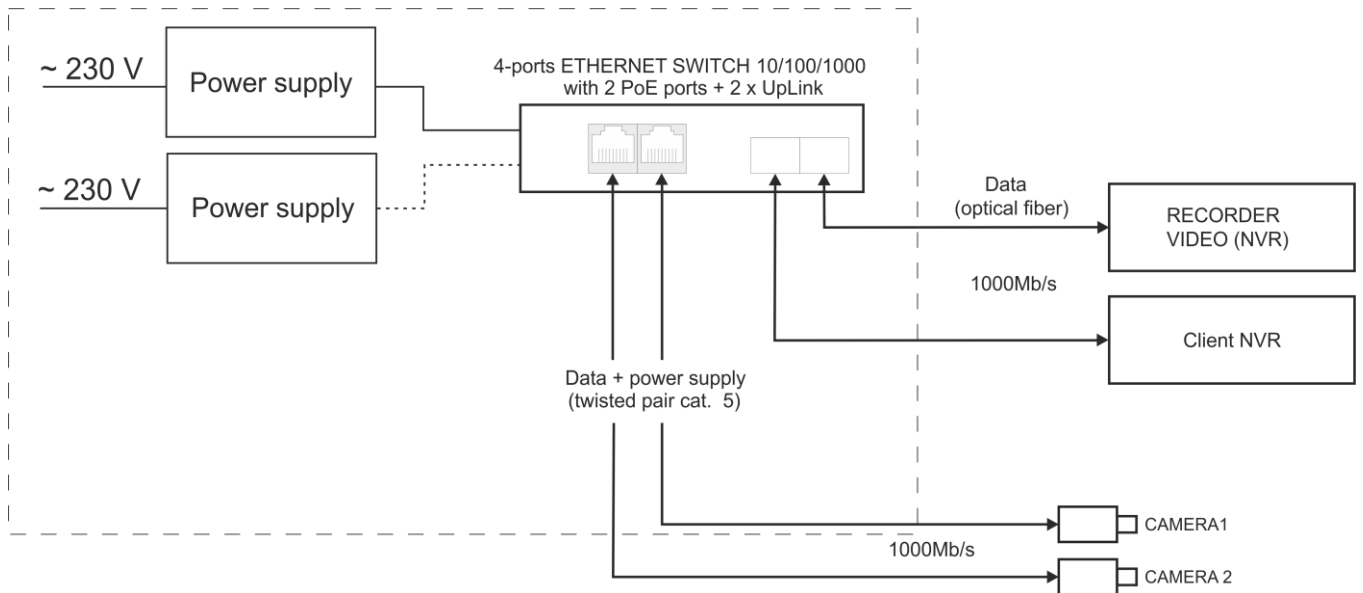 ~ 230 V
Power supply
4-ports ETHERNET SWITCH 10/100/1000
with 2 PoE ports + 2 x UpLink
~ 230 V
Power supply
Data
(optical fiber)
RECORDER
VIDEO (NVR)
1000Mb/s
Client NVR
Data + power supply
(twisted pair cat. 5)
CAMERA1
1000Mb/s
CAMERA 2